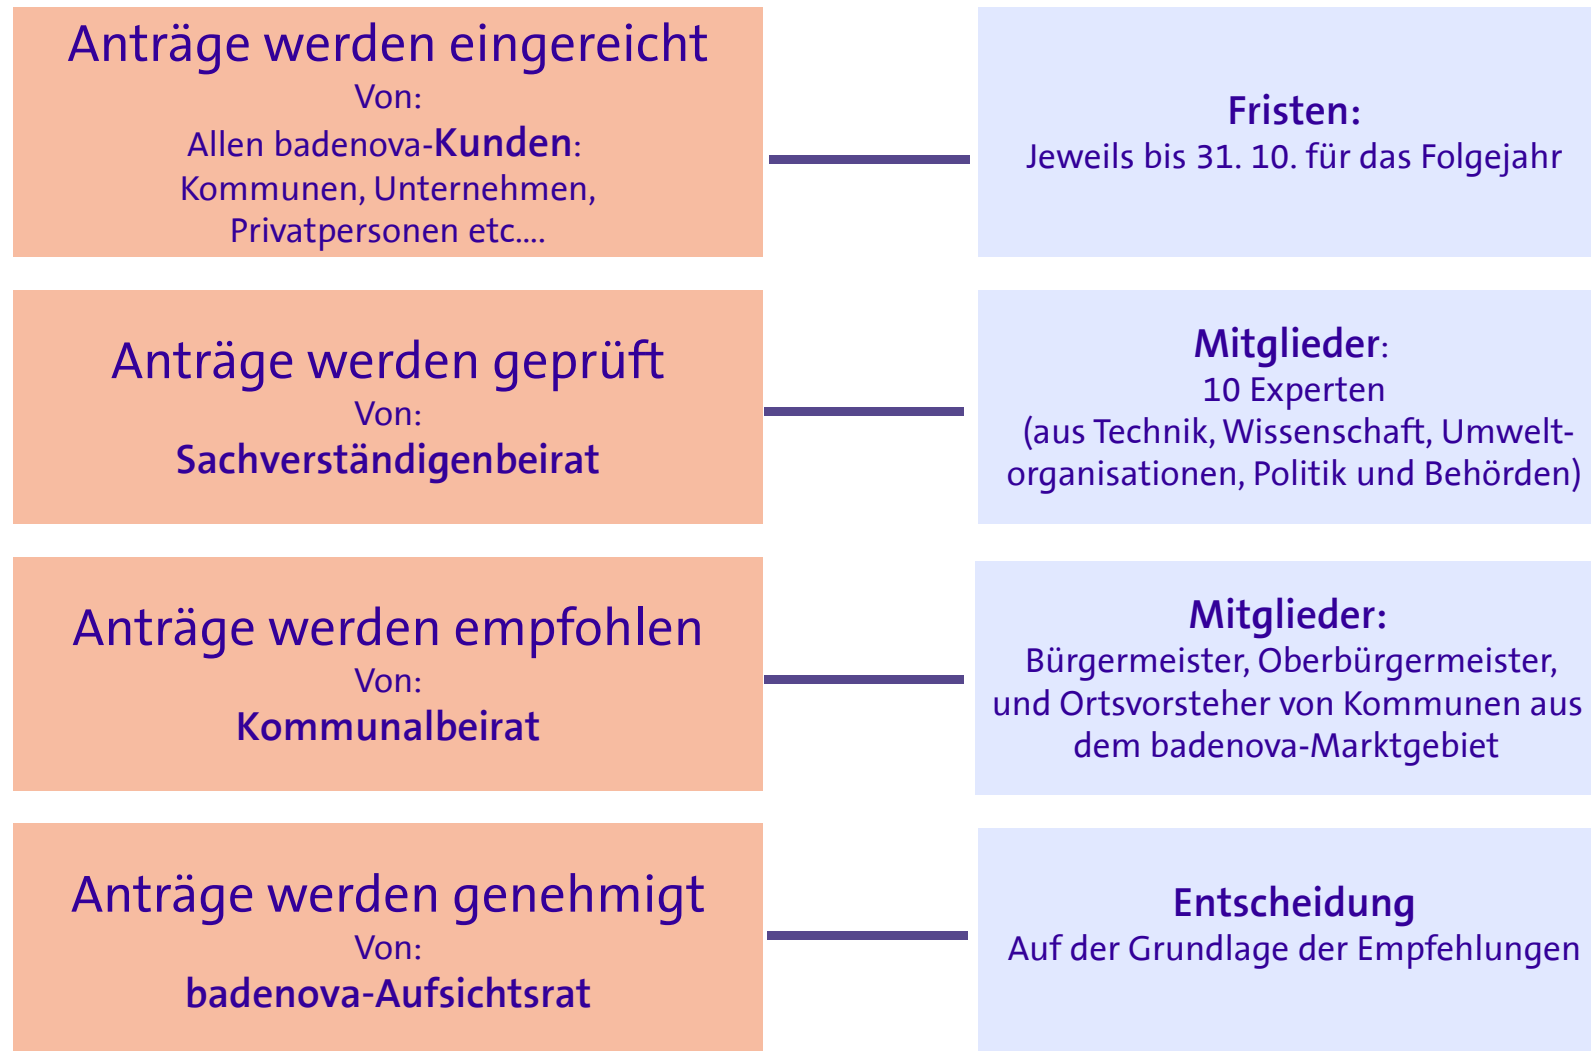 Anträge werden eingereicht
Von:
Allen badenova-Kunden:
Kommunen, Unternehmen,
Privatpersonen etc....
Fristen:
Jeweils bis 31. 10. für das Folgejahr
Anträge werden geprüft
Von:
Sachverständigenbeirat
Mitglieder:
10 Experten
(aus Technik, Wissenschaft, Umwelt-
organisationen, Politik und Behörden)
Anträge werden empfohlen
Von:
Kommunalbeirat
Mitglieder:
Bürgermeister, Oberbürgermeister,
und Ortsvorsteher von Kommunen aus
dem badenova-Marktgebiet
Anträge werden genehmigt
Von:
badenova-Aufsichtsrat
Entscheidung
Auf der Grundlage der Empfehlungen